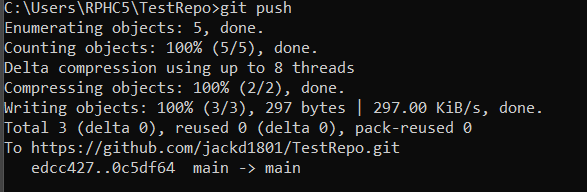 C:\Users\RPHC5\TestRepo>git push
Enumerating objects: 5, done.
Counting objects: 100% (5/5), done.
Delta compression using up to 8 threads
Compressing objects: 100% (2/2), done.
Writing objects: 100% (3/3), 297 bytes | 297.00 KiB/s, done.
Total 3 (delta 0), reused 0 (delta 0), pack-reused 0
To https://github.com/jackd1801/TestRepo.git
   edcc427..0c5df64  main -> main